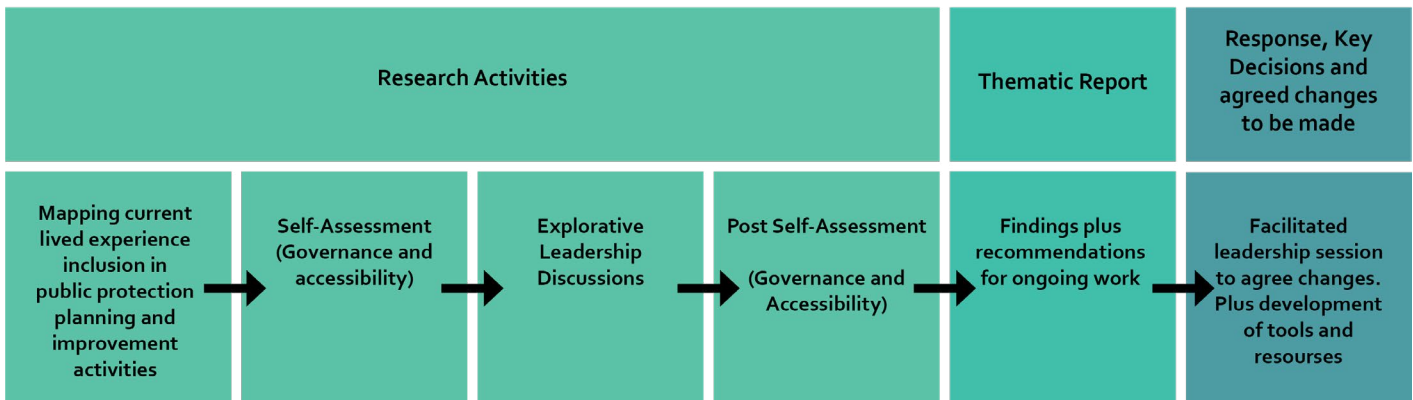 Research Activities
Thematic Report
Response, Key
Decisions and
agreed changes
to be made
Mapping current
lived experience
inclusion in
public protection
planning and
improvement
activities
Self-Assessment
(Governance and
accessibility)
Explorative
Leadership
Discussions
Post Self-Assessment
(Governance and
Accessibility)
Findings plus
recommendations
for ongoing work
Facilitated
leadership session
to agree changes.
Plus development
of tools and
resourses